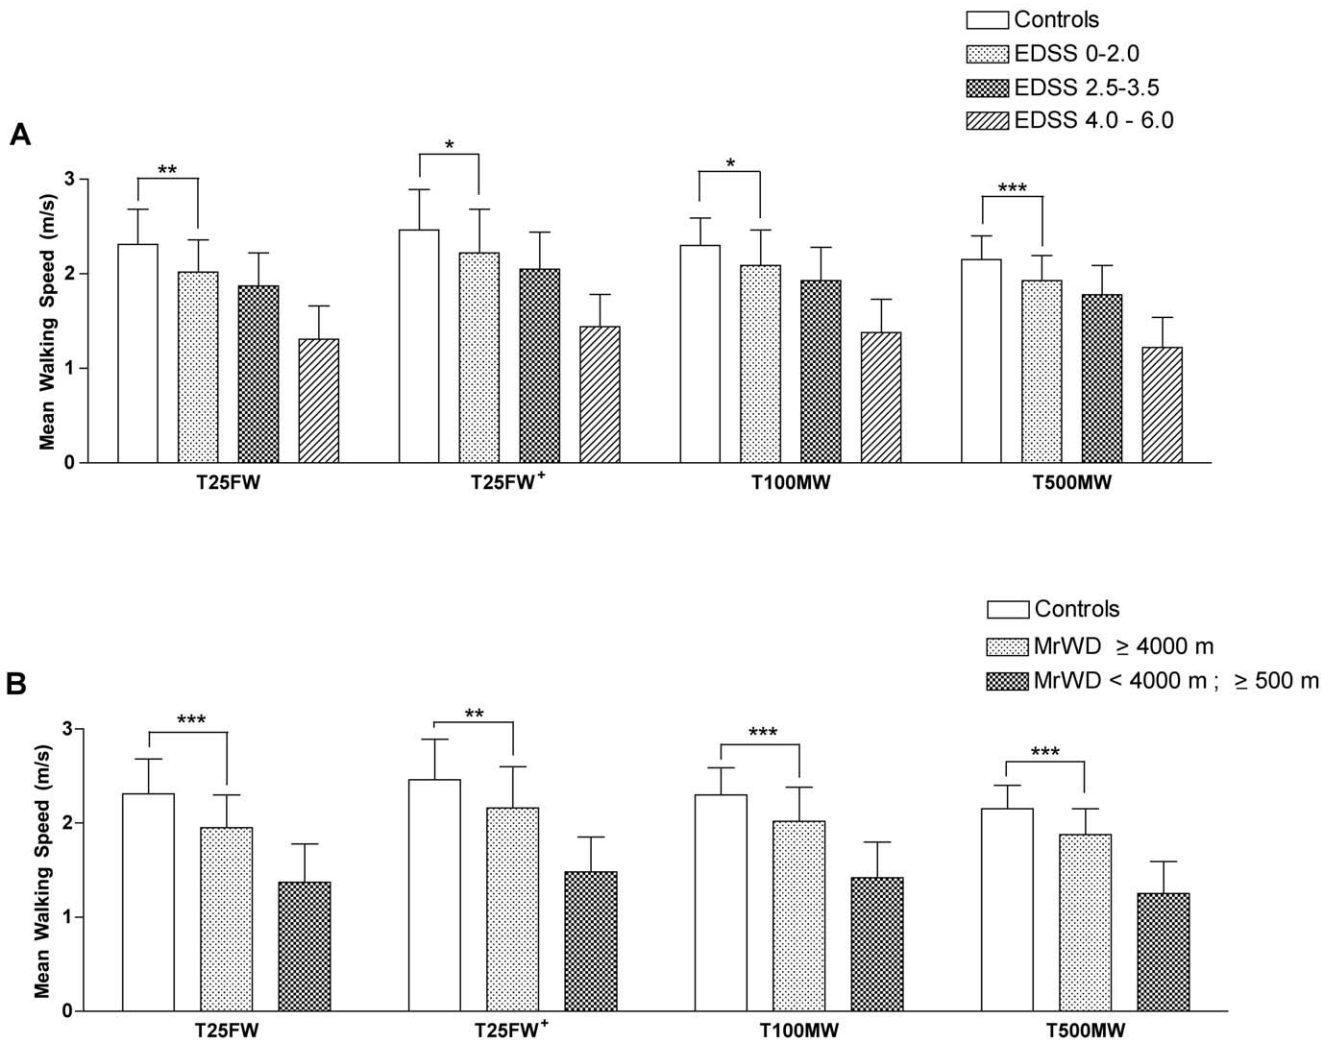 Controls
EDSS 0-2.0
EDSS 2.5-3.5
EDSS 4.0 - 6.0
A
Mean Walking Speed (m/s)
3
2
1
0
** * * ***
T25FW T25FW+ T100MW T500MW
Controls
MrWD ≥ 4000 m
MrWD < 4000 m ; ≥ 500 m
B
Mean Walking Speed (m/s)
3
2
1
0
*** ** *** ***
T25FW T25FW+ T100MW T500MW